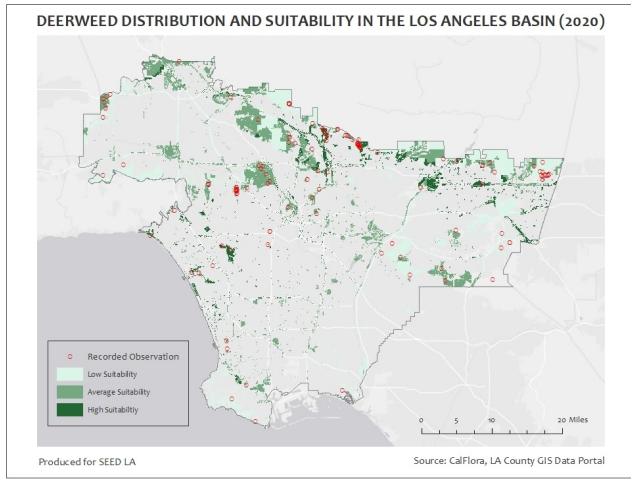 DEERWEED DISTRIBUTION AND SUITABILITY IN THE LOS ANGELES BASIN (2020)
Recorded Observation
Low Suitability
Average Suitability
High Suitabiltiy
0 5 10 20 Miles
Produced for SEED LA
Source: CalFlora, LA County GIS Data Portal